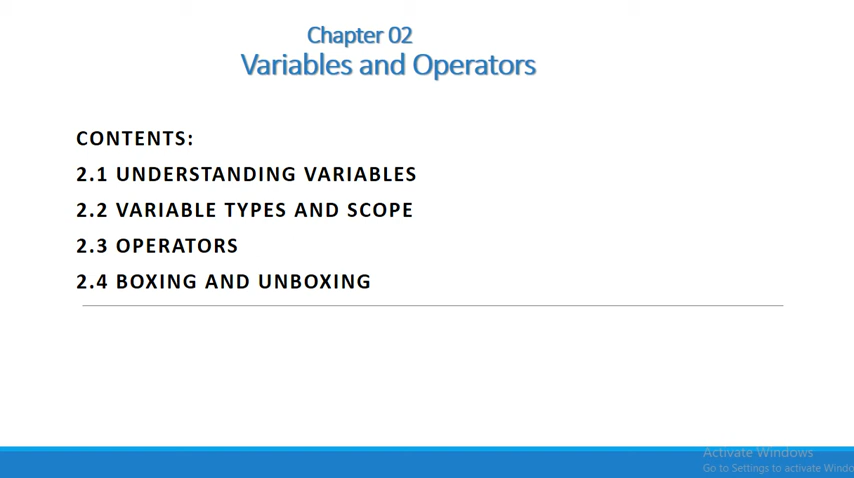 Chapter 02
Variables and Operators
CONTENTS:
2.1 UNDERSTANDING VARIABLES
2.2 VARIABLE TYPES AND SCOPE
2.3 OPERATORS
2.4 BOXING AND UNBOXING
Activate Windows
Go to Settings to activate Windo